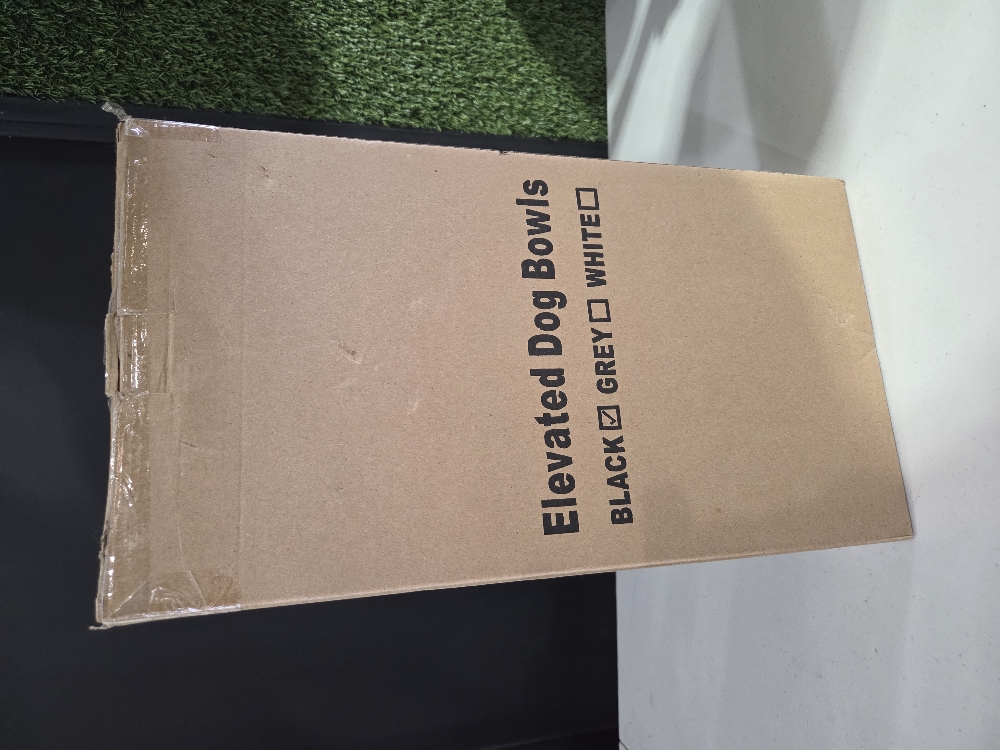 Elevated Dog Bowls
BLACK☑ GREY☐ WHITE☐